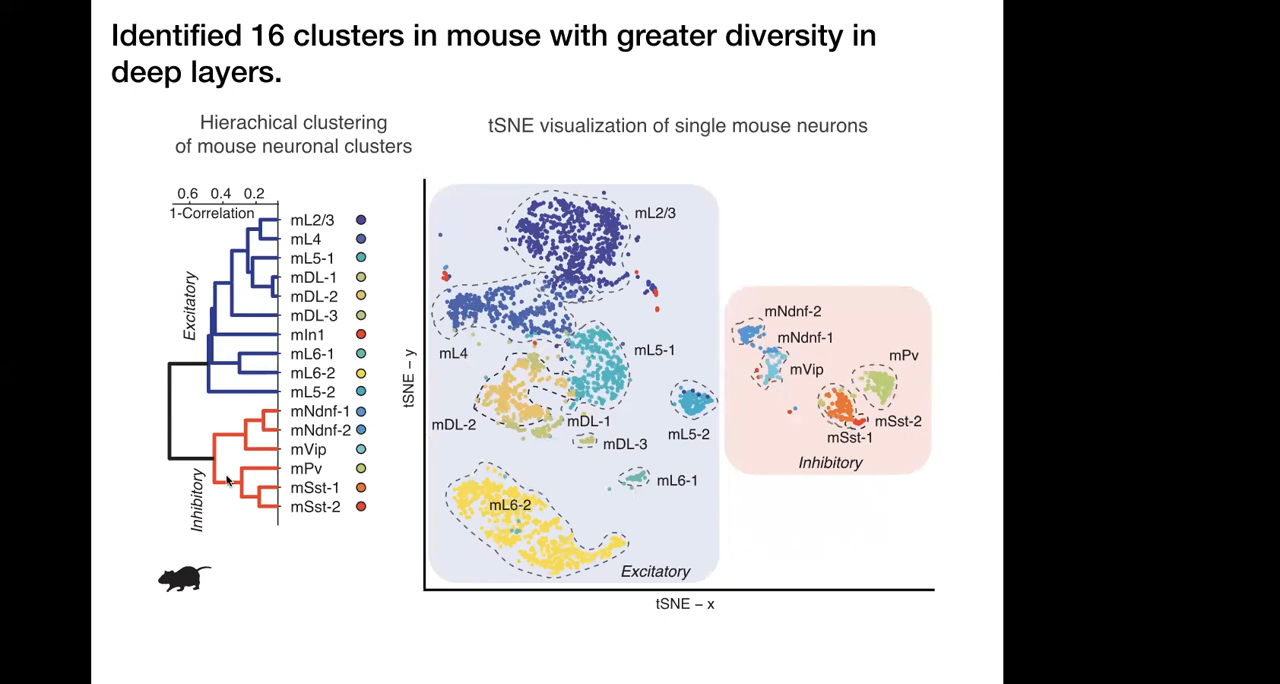 Identified 16 clusters in mouse with greater diversity in
deep layers.
Hierachical clustering
of mouse neuronal clusters
tSNE visualization of single mouse neurons
0.6 0.4 0.2
1-Correlation
mL2/3
mL4
mL5-1
mDL-1
mDL-2
mDL-3
mIn1
mL6-1
mL6-2
mL5-2
mNdnf-1
mNdnf-2
mVip
mPv
mSst-1
mSst-2
Excitatory
Inhibitory
tSNE – y
mL2/3
mL4
mL5-1
mDL-2
mDL-1
mDL-3
mL5-2
mL6-1
mL6-2
Excitatory
mNdnf-2
mNdnf-1
mVip
mPv
mSst-2
mSst-1
Inhibitory
tSNE – x